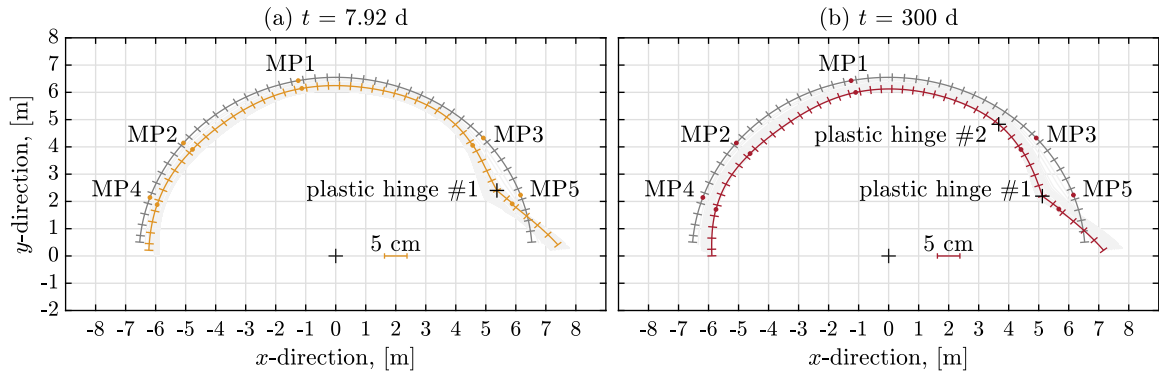 (a) t = 7.92 d
8
7
6
5
4
3
2
1
0
-1
-2
y-direction, [m]
MP1
MP2
MP3
MP4
plastic hinge #1
MP5
5 cm
-8 -7 -6 -5 -4 -3 -2 -1 0 1 2 3 4 5 6 7 8
x-direction, [m]
(b) t = 300 d
MP1
MP2
plastic hinge #2
MP3
MP4
plastic hinge #1
MP5
5 cm
-8 -7 -6 -5 -4 -3 -2 -1 0 1 2 3 4 5 6 7 8
x-direction, [m]